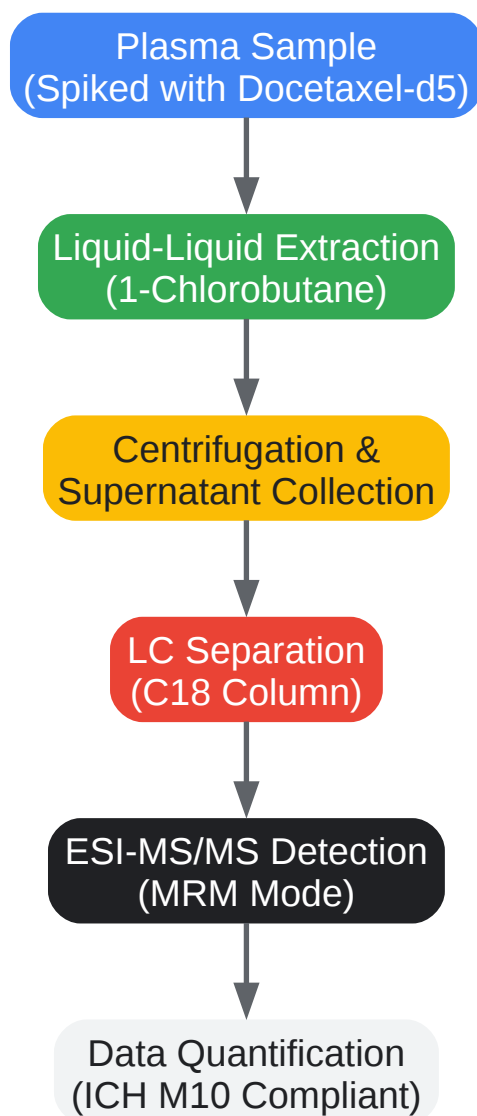 Plasma Sample
(Spiked with Docetaxel-d5)
Liquid-Liquid Extraction
(1-Chlorobutane)
Centrifugation &
Supernatant Collection
LC Separation
(C18 Column)
ESI-MS/MS Detection
(MRM Mode)
Data Quantification
(ICH M10 Compliant)